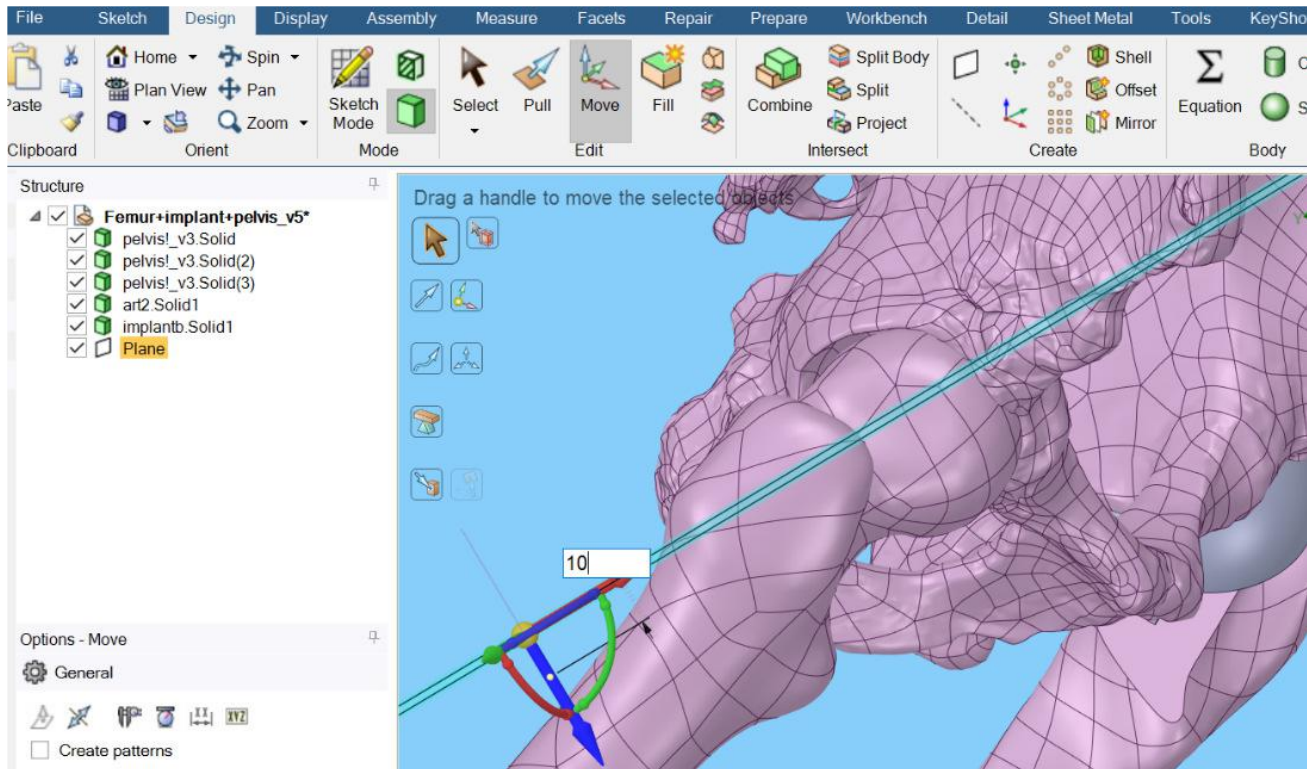 File Sketch Design Display Assembly Measure Facets Repair Prepare Workbench Detail Sheet Metal Tools KeySho
Home Spin Split Body Shell
Plan View Pan Split Offset
Paste Sketch Mode Select Pull Move Fill Combine Equation
Zoom Project Mirror
Clipboard Orient Mode Edit Intersect Create Body
Structure
Femur+implant+pelvis_v5*
pelvis!_v3.Solid
pelvis!_v3.Solid(2)
pelvis!_v3.Solid(3)
art2.Solid1
implantb.Solid1
Plane
Drag a handle to move the selected objects
10
Options - Move
General
XYZ
Create patterns